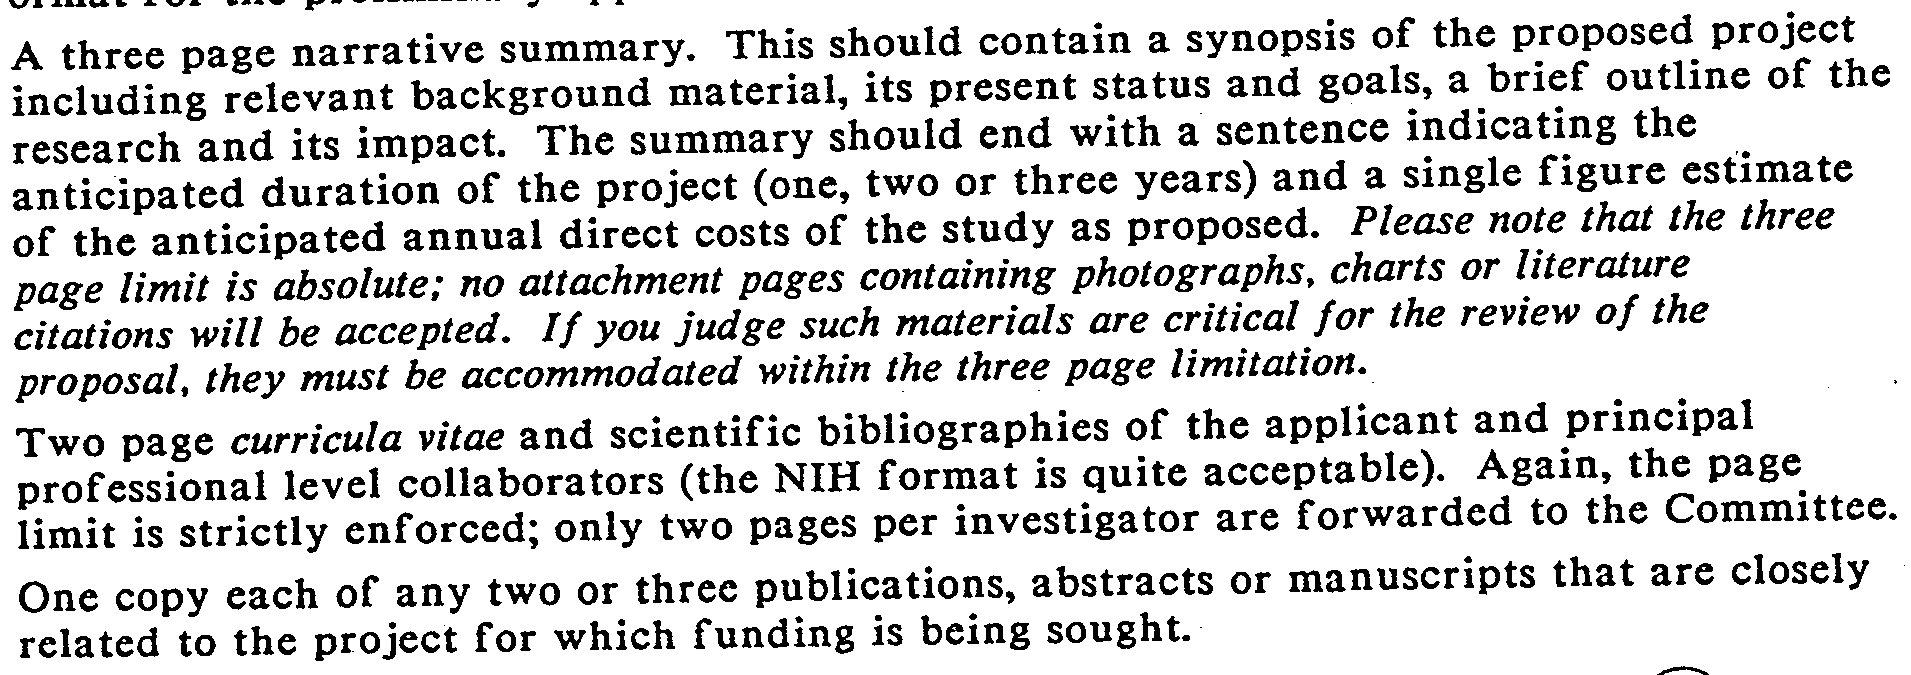 A three page narrative summary. This should contain a synopsis of the proposed project
including relevant background material, its present status and goals, a brief outline of the
research and its impact. The summary should end with a sentence indicating the
anticipated duration of the project (one, two or three years) and a single figure estimate
of the anticipated annual direct costs of the study as proposed. Please note that the three
page limit is absolute; no attachment pages containing photographs, charts or literature
citations will be accepted. If you judge such materials are critical for the review of the
proposal, they must be accommodated within the three page limitation.
Two page curricula vitae and scientific bibliographies of the applicant and principal
professional level collaborators (the NIH format is quite acceptable). Again, the page
limit is strictly enforced; only two pages per investigator are forwarded to the Committee.
One copy each of any two or three publications, abstracts or manuscripts that are closely
related to the project for which funding is being sought.